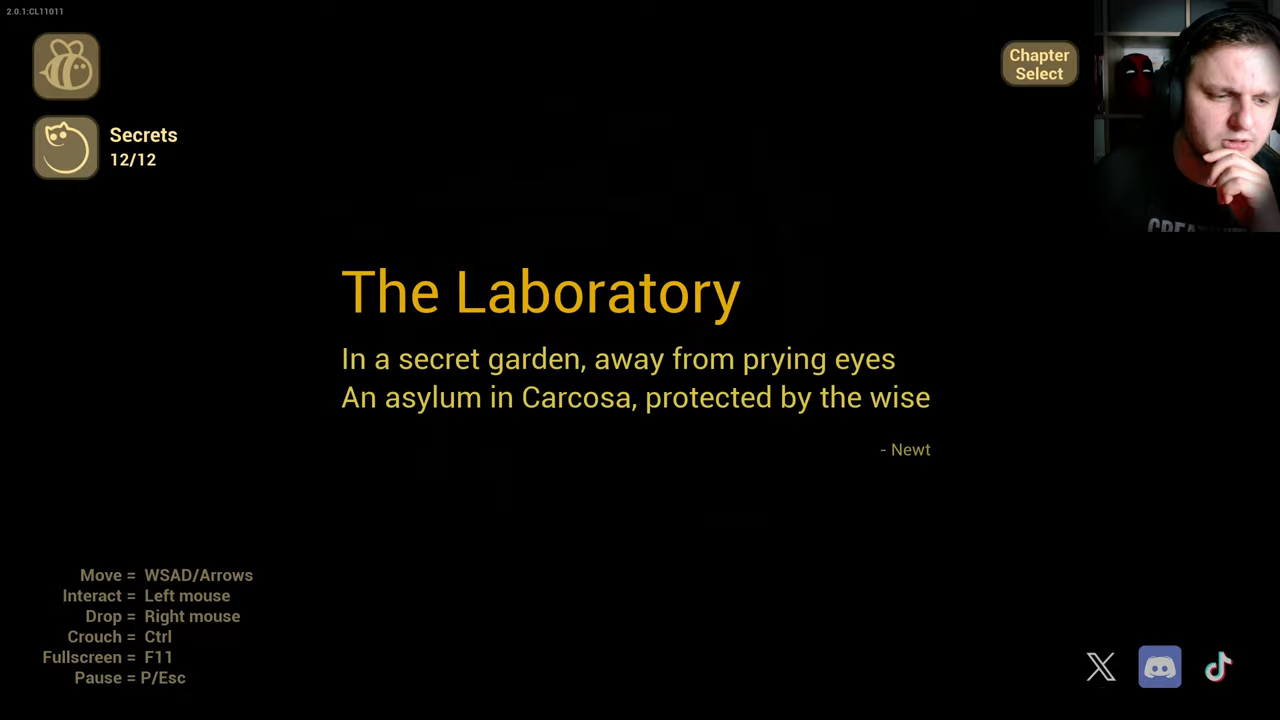 2.0.1:CL11011
Chapter
Select
Secrets
12/12
The Laboratory
In a secret garden, away from prying eyes
An asylum in Carcosa, protected by the wise
- Newt
Move = WSAD/Arrows
Interact = Left mouse
Drop = Right mouse
Crouch = Ctrl
Fullscreen = F11
Pause = P/Esc